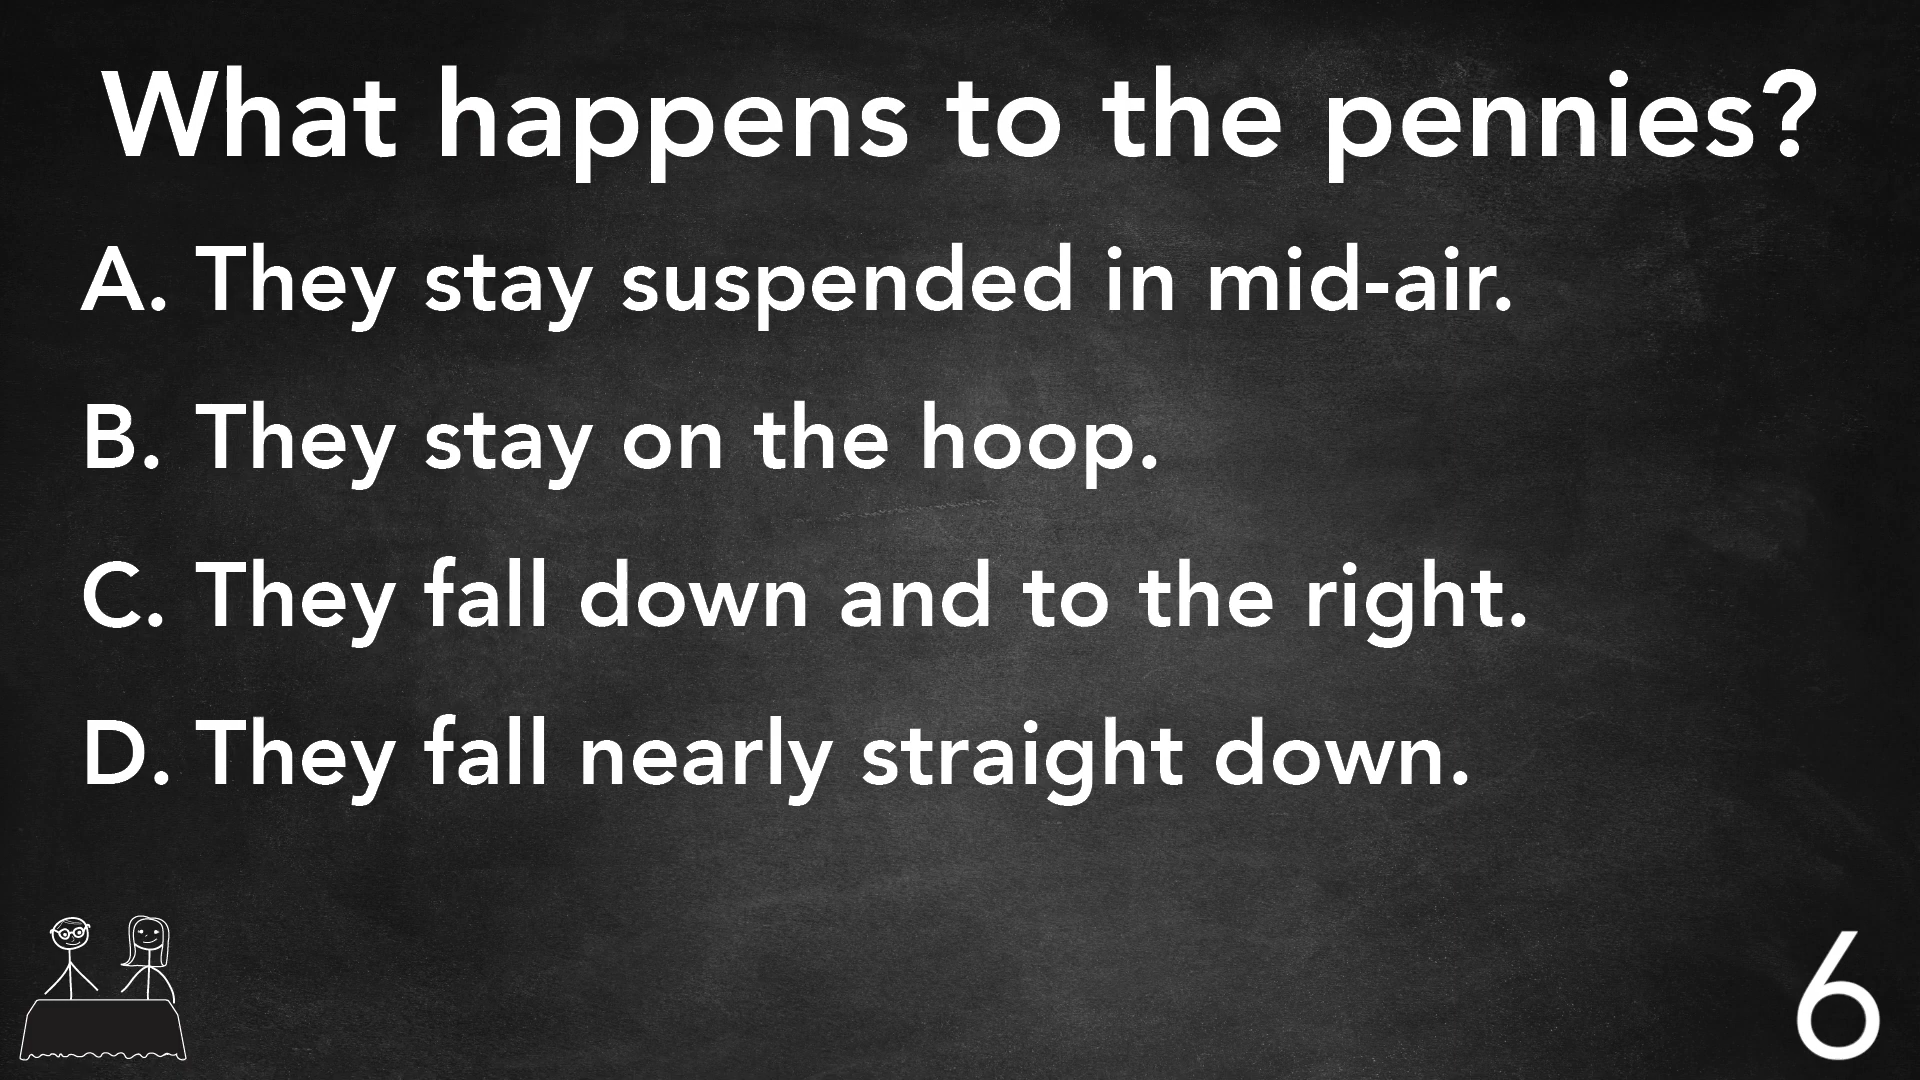 What happens to the pennies?
A. They stay suspended in mid-air.
B. They stay on the hoop.
C. They fall down and to the right.
D. They fall nearly straight down.
6